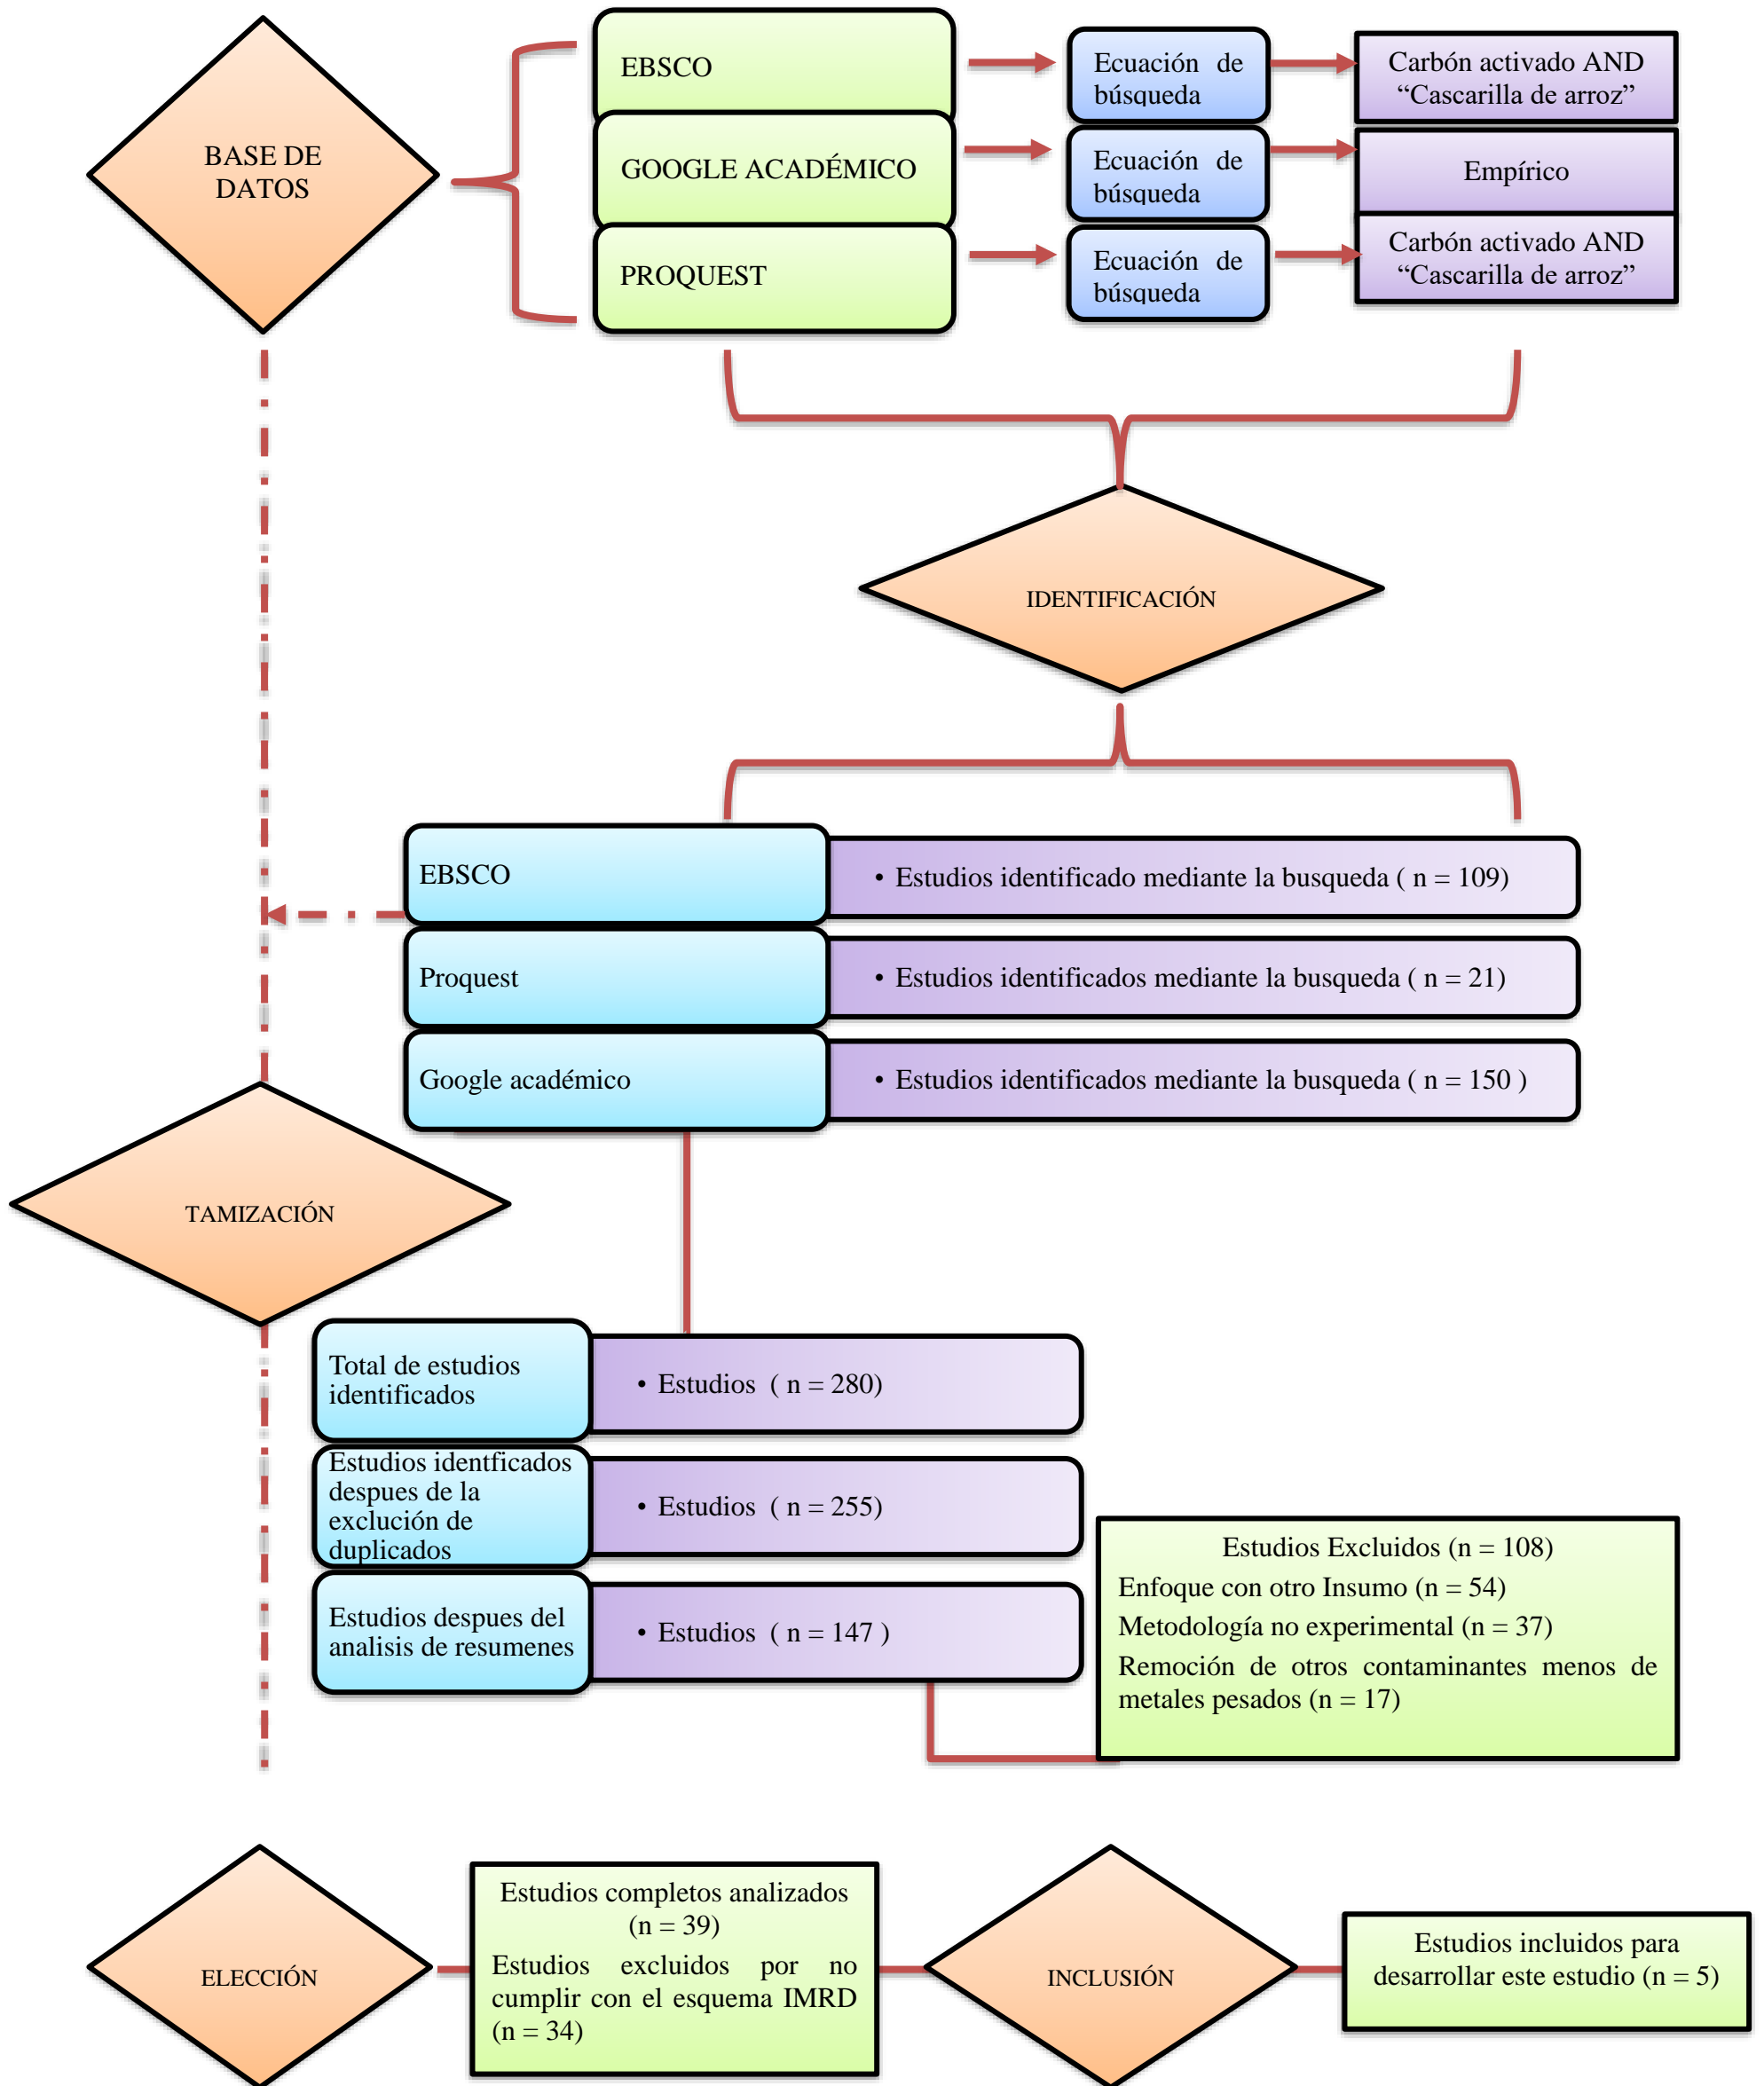 BASE DE
DATOS
EBSCO
Ecuación de
búsqueda
Carbón activado AND
“Cascarilla de arroz”
GOOGLE ACADÉMICO
Ecuación de
búsqueda
Empírico
PROQUEST
Ecuación de
búsqueda
Carbón activado AND
“Cascarilla de arroz”
IDENTIFICACIÓN
EBSCO
• Estudios identificado mediante la busqueda ( n = 109)
Proquest
• Estudios identificados mediante la busqueda ( n = 21)
Google académico
• Estudios identificados mediante la busqueda ( n = 150 )
TAMIZACIÓN
Total de estudios
identificados
• Estudios ( n = 280)
Estudios identficados
despues de la
exclución de
duplicados
• Estudios ( n = 255)
Estudios despues del
analisis de resumenes
• Estudios ( n = 147 )
Estudios Excluidos (n = 108)
Enfoque con otro Insumo (n = 54)
Metodología no experimental (n = 37)
Remoción de otros contaminantes menos de
metales pesados (n = 17)
ELECCIÓN
Estudios completos analizados
(n = 39)
Estudios excluidos por no
cumplir con el esquema IMRD
(n = 34)
INCLUSIÓN
Estudios incluidos para
desarrollar este estudio (n = 5)